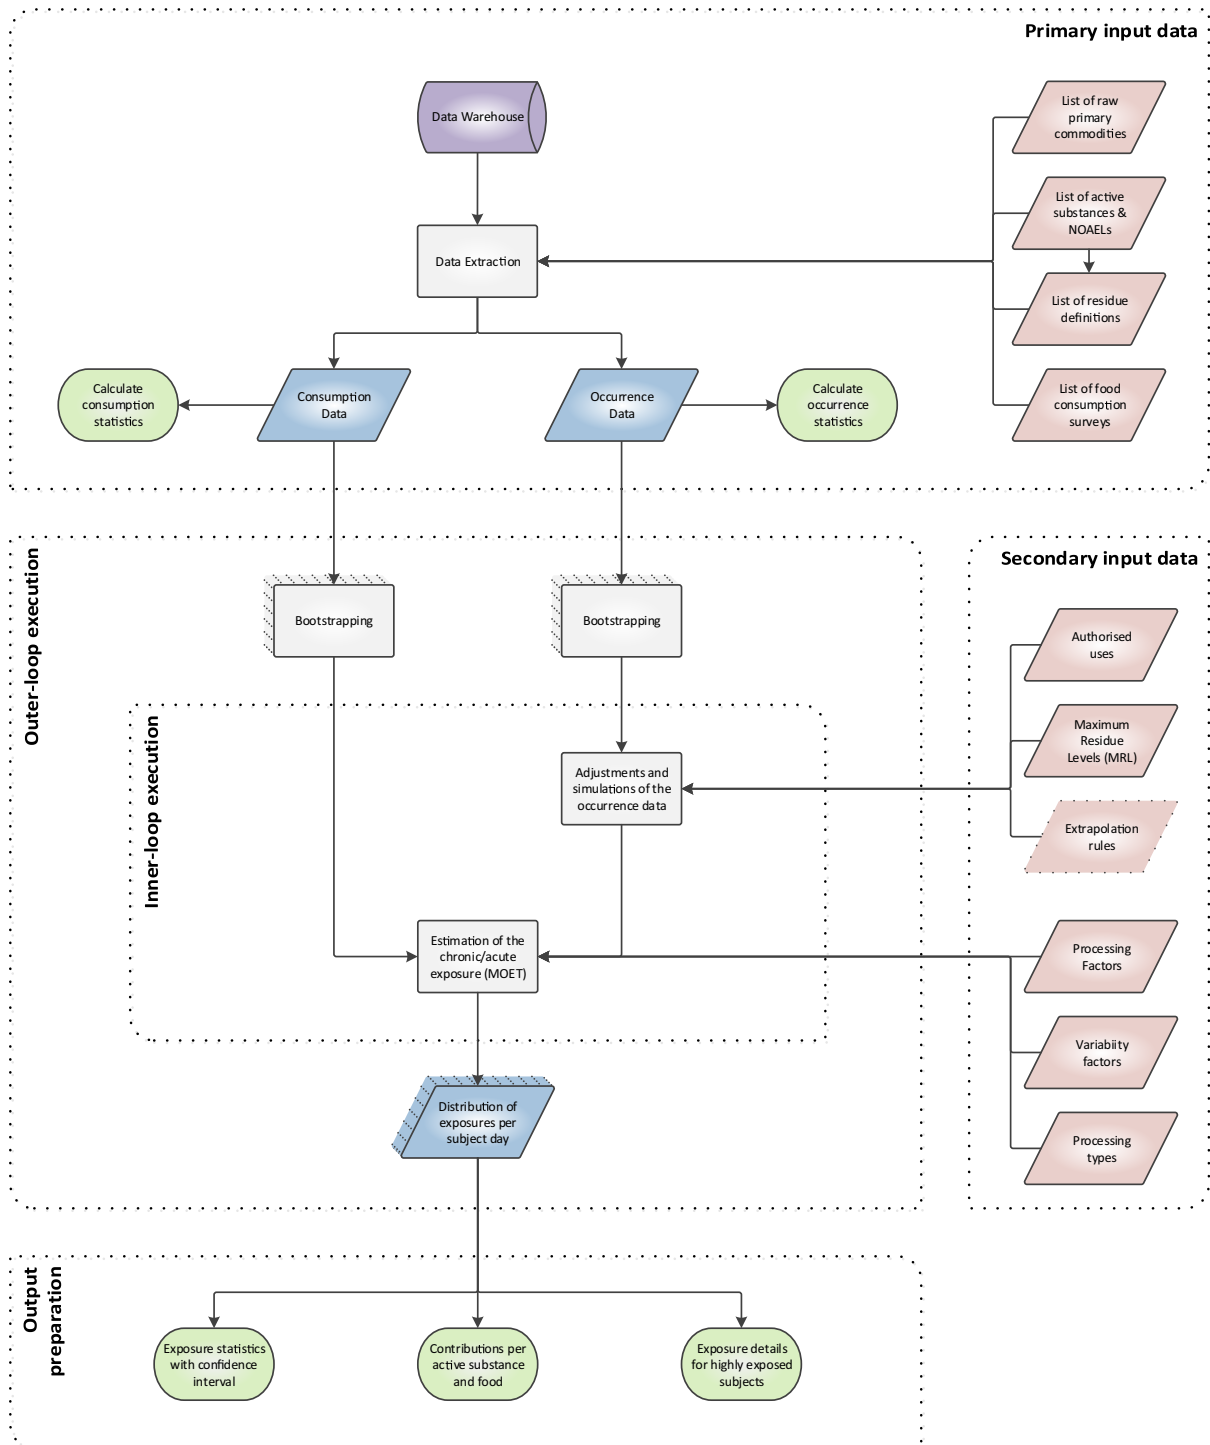 Primary input data
Data Warehouse
List of raw
primary
commodities
List of active
substances &
NOAELs
Data Extraction
List of residue
definitions
Calculate
consumption
statistics
Consumption
Data
Occurrence
Data
Calculate
occurrence
statistics
List of food
consumption
surveys
Outer-loop execution
Secondary input data
Bootstrapping
Bootstrapping
Authorised
uses
Inner-loop execution
Maximum
Residue
Levels (MRL)
Adjustments and
simulations of the
occurrence data
Extrapolation
rules
Estimation of the
chronic/acute
exposure (MOET)
Processing
Factors
Variabiity
factors
Distribution of
exposures per
subject day
Processing
types
Output
preparation
Exposure statistics
with confidence
interval
Contributions per
active substance
and food
Exposure details
for highly exposed
subjects